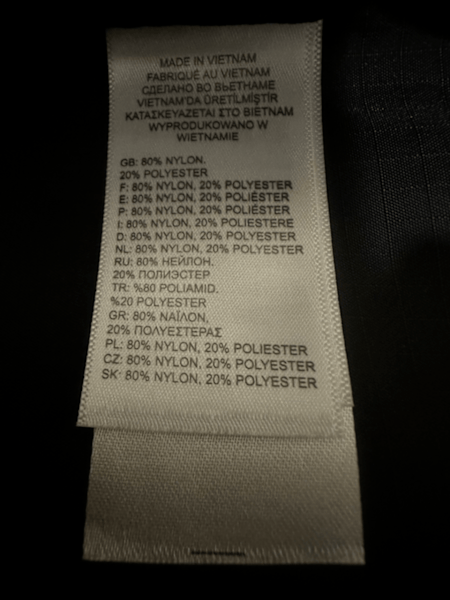 MADE IN VIETNAM
FABRIQUÉ AU VIETNAM
СДЕЛАНО ВО ВЬЕТНАМЕ
VIETNAM'DA ÜRETİLMİŞTİR
ΚΑΤΑΣΚΕΥΑΖΕΤΑΙ ΣΤΟ ΒΙΕΤΝΑΜ
WYPRODUKOWANO W
WIETNAMIE
GB: 80% NYLON.
20% POLYESTER
F: 80% NYLON, 20% POLYESTER
E: 80% NYLON, 20% POLIÉSTER
P: 80% NYLON, 20% POLIÉSTER
I: 80% NYLON, 20% POLIESTERE
D: 80% NYLON, 20% POLYESTER
NL: 80% NYLON, 20% POLYESTER
RU: 80% НЕЙЛОН.
20% ПОЛИЭСТЕР
TR: %80 POLIAMID.
%20 POLYESTER
GR: 80% ΝΑΪΛΟΝ,
20% ΠΟΛΥΕΣΤΕΡΑΣ
PL: 80% NYLON, 20% POLIESTER
CZ: 80% NYLON, 20% POLYESTER
SK: 80% NYLON, 20% POLYESTER